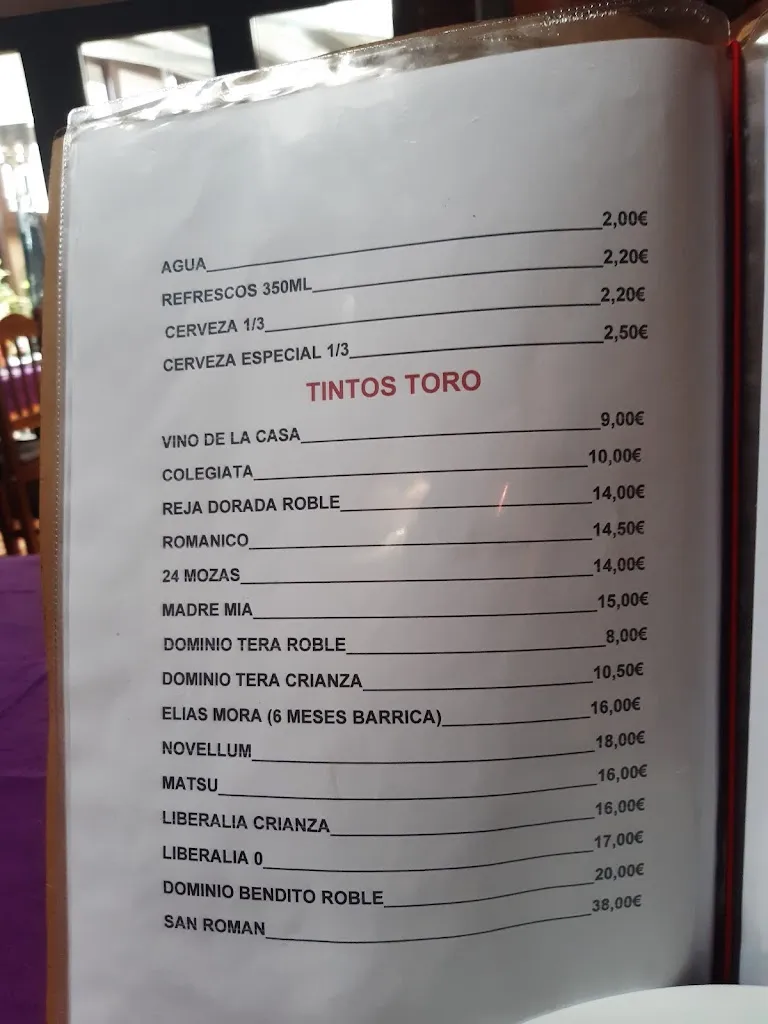 AGUA 2,00€
REFRESCOS 350ML 2,20€
CERVEZA 1/3 2,20€
CERVEZA ESPECIAL 1/3 2,50€
TINTOS TORO
VINO DE LA CASA 9,00€
COLEGIATA 10,00€
REJA DORADA ROBLE 14,00€
ROMANICO 14,50€
24 MOZAS 14,00€
MADRE MIA 15,00€
DOMINIO TERA ROBLE 8,00€
DOMINIO TERA CRIANZA 10,50€
ELIAS MORA (6 MESES BARRICA) 16,00€
NOVELLUM 18,00€
MATSU 16,00€
LIBERALIA CRIANZA 16,00€
LIBERALIA 0 17,00€
DOMINIO BENDITO ROBLE 20,00€
SAN ROMAN 38,00€